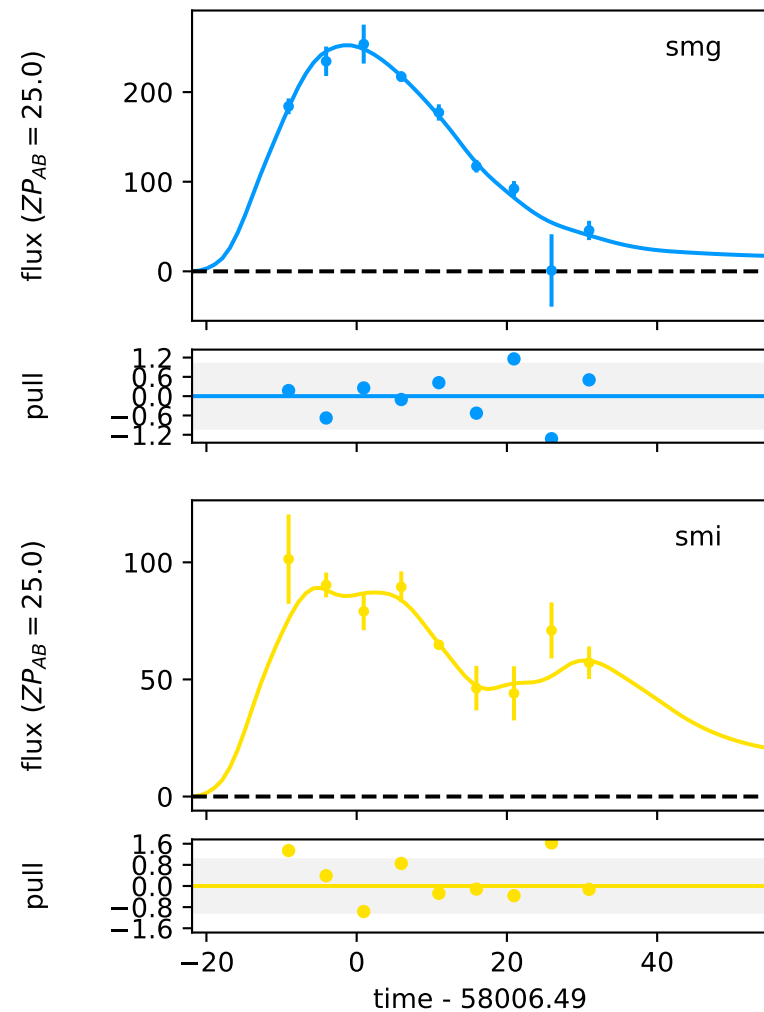 smg
flux (ZP_AB = 25.0)
200
100
0
pull
1.2
0.6
0.0
−0.6
−1.2
smi
flux (ZP_AB = 25.0)
100
50
0
pull
1.6
0.8
0.0
−0.8
−1.6
−20 0 20 40
time - 58006.49